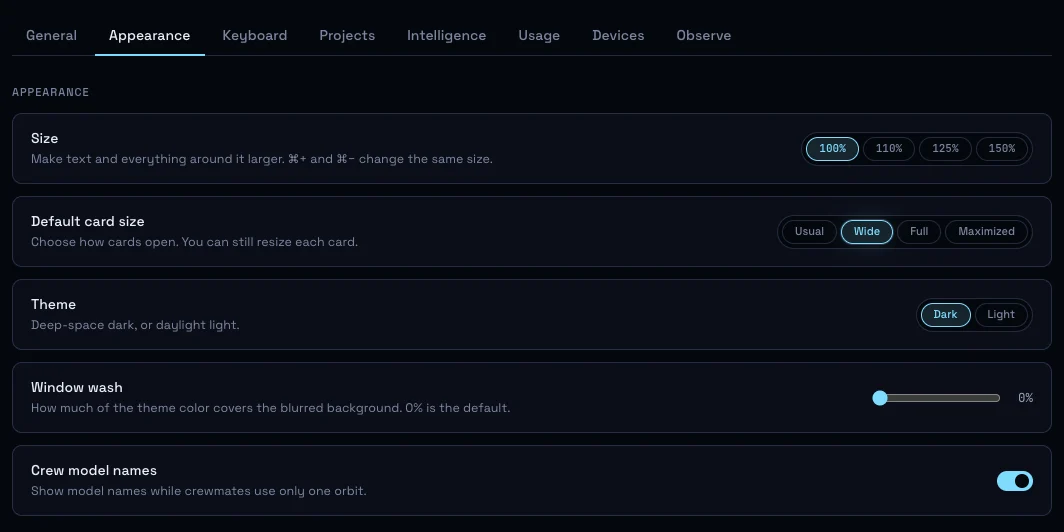 General Appearance Keyboard Projects Intelligence Usage Devices Observe
APPEARANCE
Size
Make text and everything around it larger. ⌘+ and ⌘− change the same size.
100% 110% 125% 150%
Default card size
Choose how cards open. You can still resize each card.
Usual Wide Full Maximized
Theme
Deep-space dark, or daylight light.
Dark Light
Window wash
How much of the theme color covers the blurred background. 0% is the default.
0%
Crew model names
Show model names while crewmates use only one orbit.